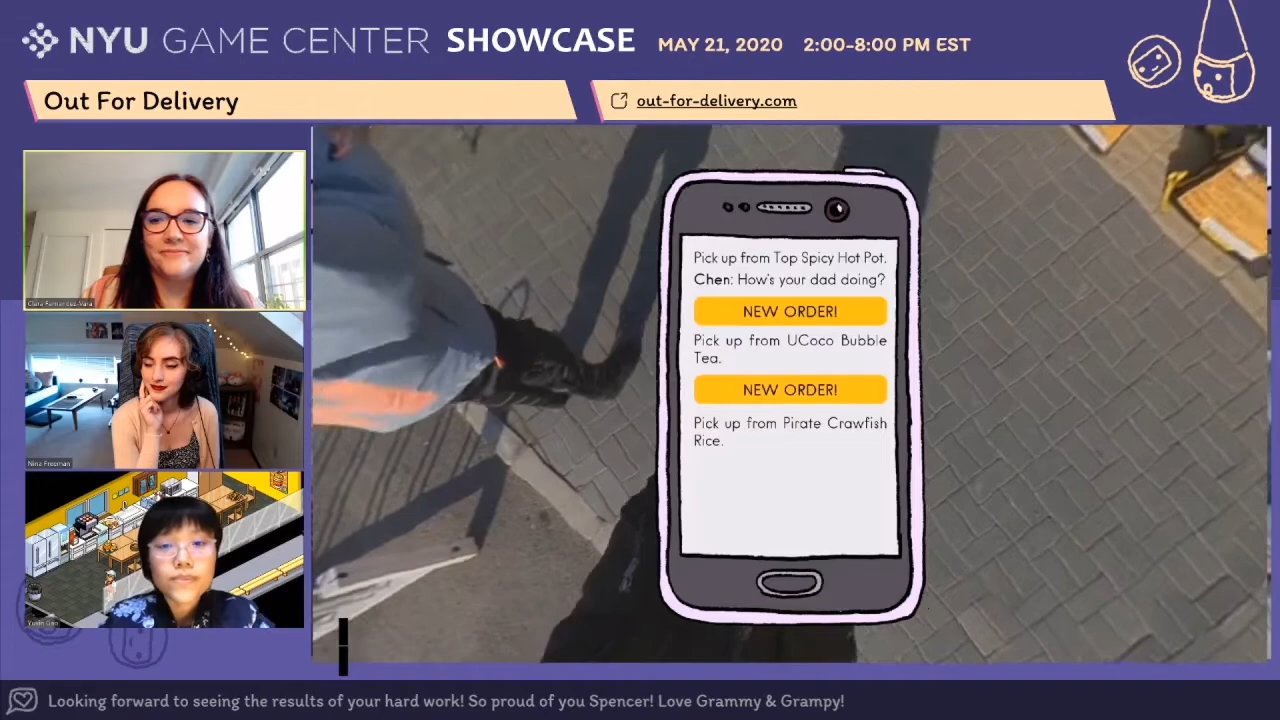 NYU GAME CENTER SHOWCASE MAY 21, 2020 2:00-8:00 PM EST
Out For Delivery
out-for-delivery.com
Clara Fernandez-Vara
Nina Freeman
Pick up from Top Spicy Hot Pot.
Chen: How's your dad doing?
NEW ORDER!
Pick up from UCoco Bubble
Tea.
NEW ORDER!
Pick up from Pirate Crawfish
Rice.
Looking forward to seeing the results of your hard work! So proud of you Spencer! Love Grammy & Grampy!